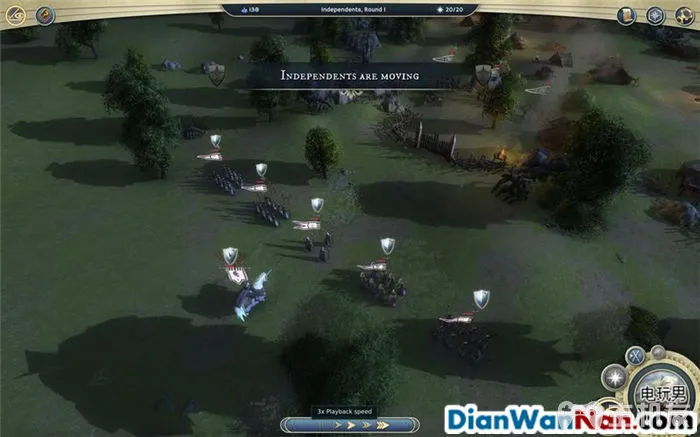 138
Independents, Round 1
20/20
INDEPENDENTS ARE MOVING
3x Playback speed
电玩男
DianWanNan.com